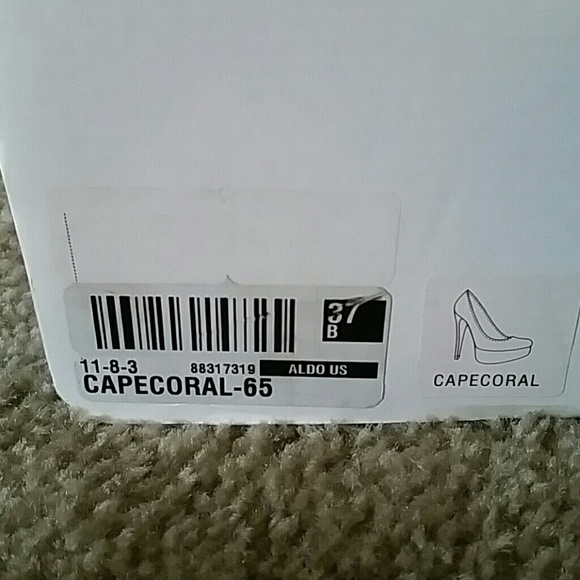 37
B
11-8-3 88317319 ALDO US
CAPECORAL-65
CAPECORAL